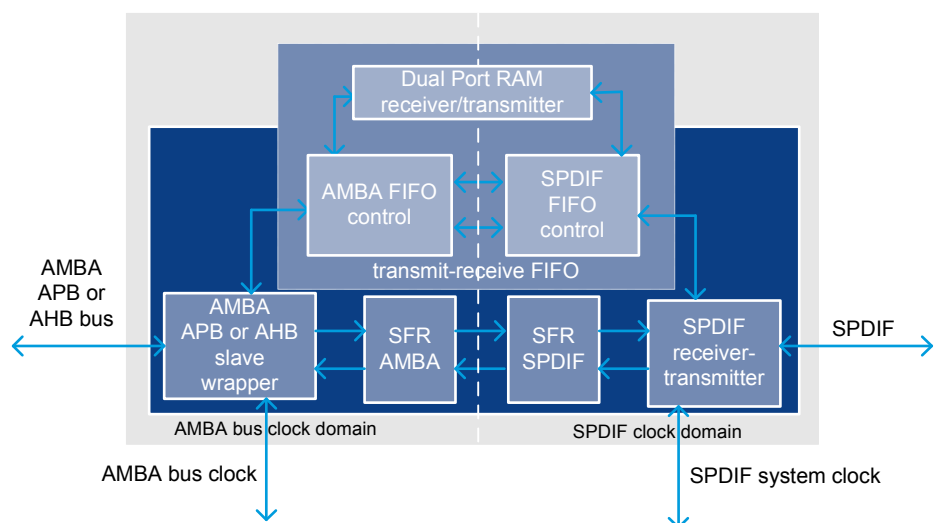 Dual Port RAM
receiver/transmitter
AMBA FIFO
control
SPDIF
FIFO
control
transmit-receive FIFO
AMBA
APB or
AHB bus
AMBA
APB or AHB
slave
wrapper
SFR
AMBA
SFR
SPDIF
SPDIF
receiver-
transmitter
SPDIF
AMBA bus clock domain
SPDIF clock domain
AMBA bus clock
SPDIF system clock